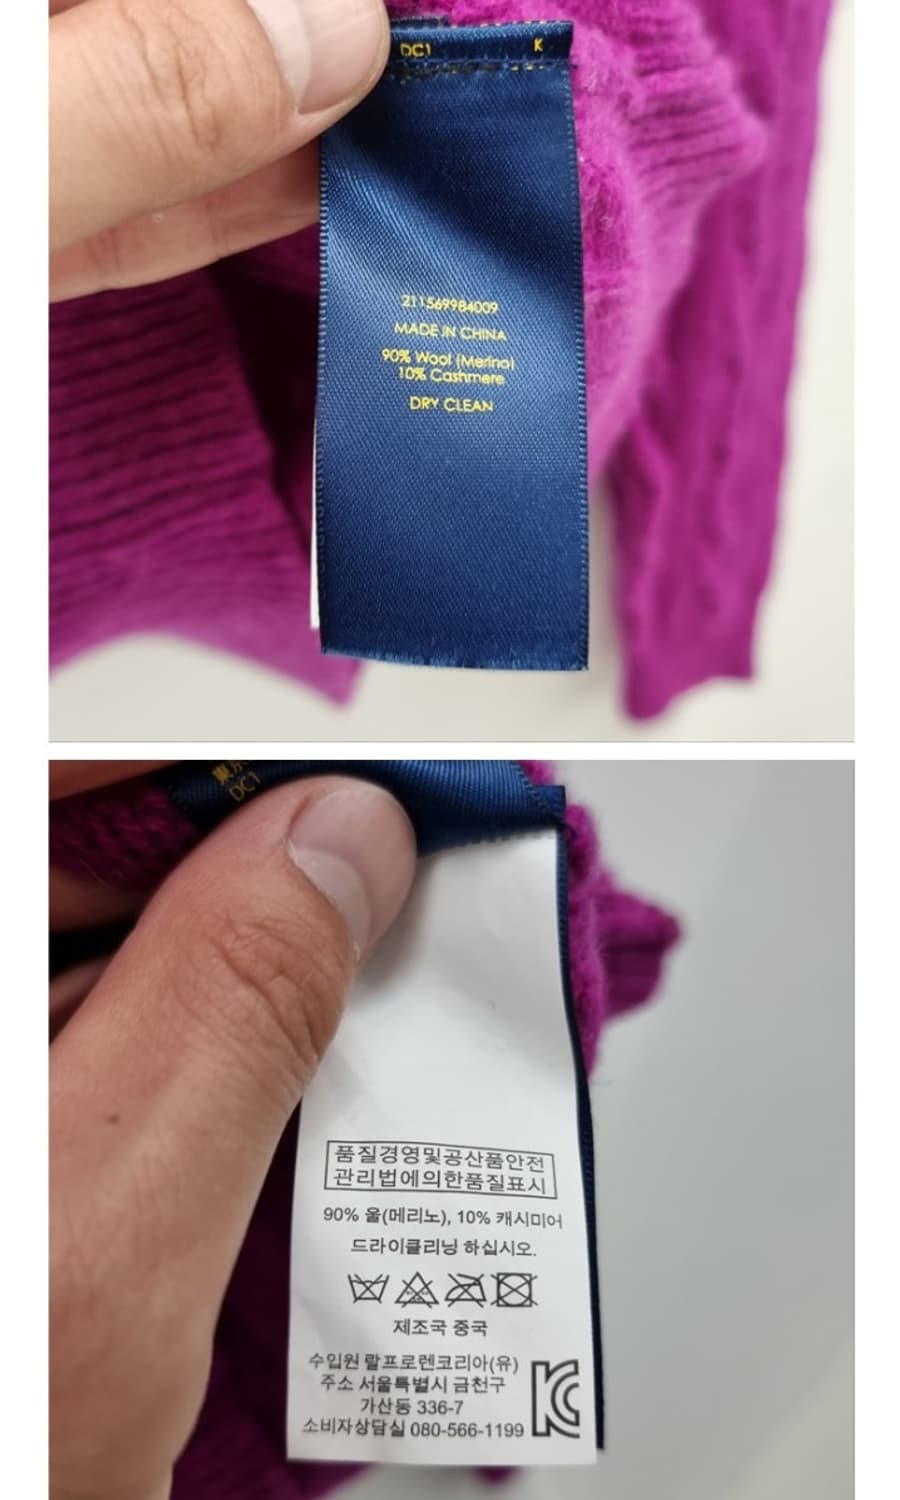 DC1 K
211569984009
MADE IN CHINA
90% Wool (Merino)
10% Cashmere
DRY CLEAN
DC1
품질경영및공산품안전
관리법에의한품질표시
90% 울(메리노), 10% 캐시미어
드라이클리닝 하십시오.
제조국 중국
수입원 랄프로렌코리아(유)
주소 서울특별시 금천구
가산동 336-7
소비자상담실 080-566-1199